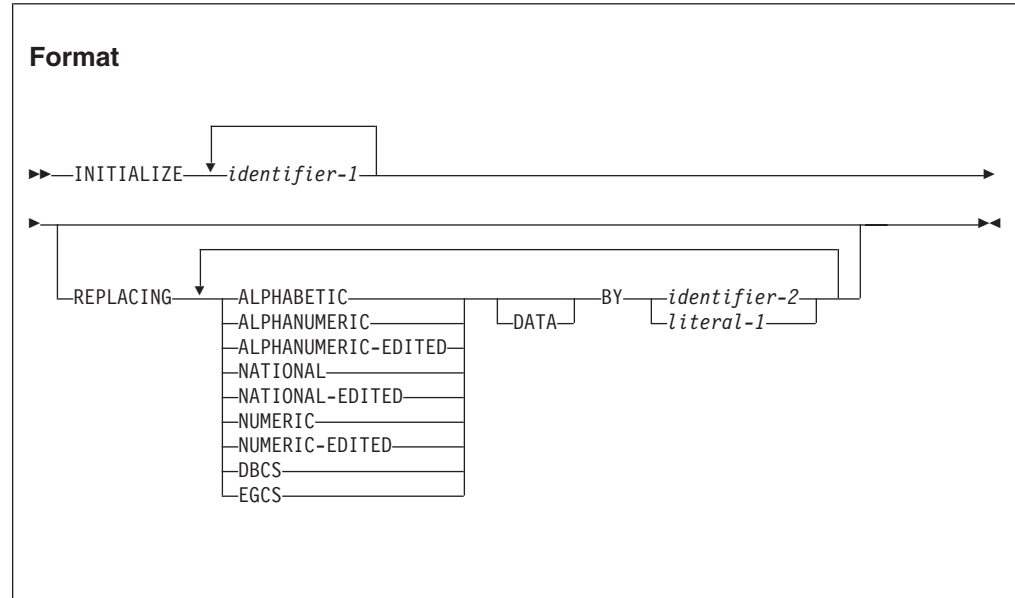 Format
INITIALIZE identifier-1
REPLACING ALPHABETIC DATA BY identifier-2
ALPHANUMERIC literal-1
ALPHANUMERIC-EDITED
NATIONAL
NATIONAL-EDITED
NUMERIC
NUMERIC-EDITED
DBCS
EGCS